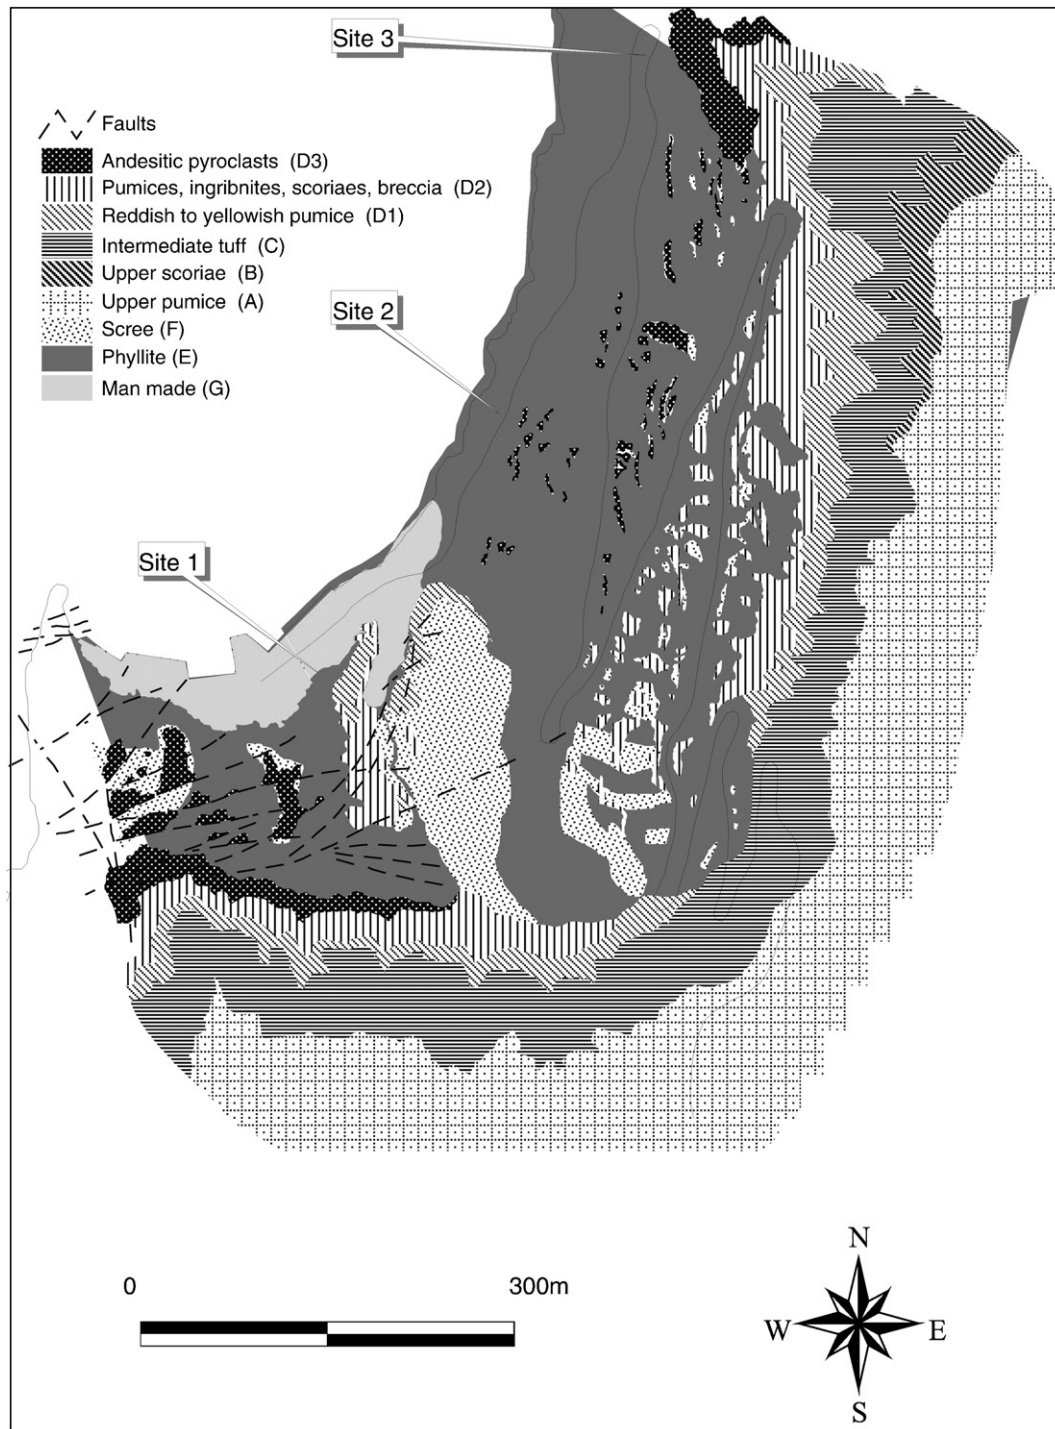 Site 3
Faults
Andesitic pyroclasts (D3)
Pumices, ingribnites, scoriaes, breccia (D2)
Reddish to yellowish pumice (D1)
Intermediate tuff (C)
Upper scoriae (B)
Upper pumice (A)
Scree (F)
Phyllite (E)
Man made (G)
Site 2
Site 1
0 300m
N
W E
S